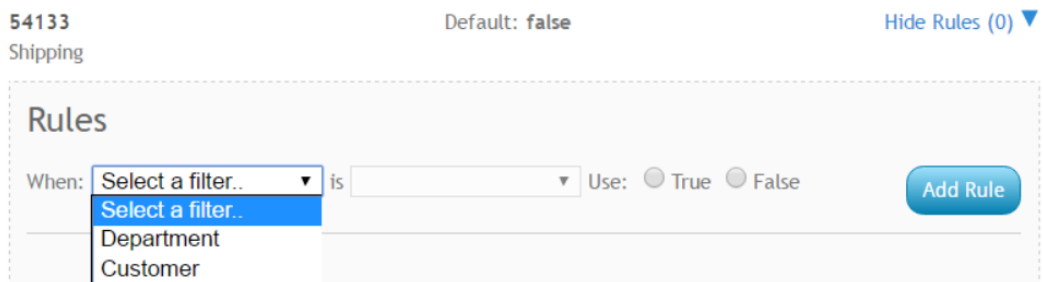 54133 Default: false Hide Rules (0) ▼
Shipping
Rules
When: Select a filter.. ▼ is ▼ Use: True False Add Rule
Select a filter..
Department
Customer